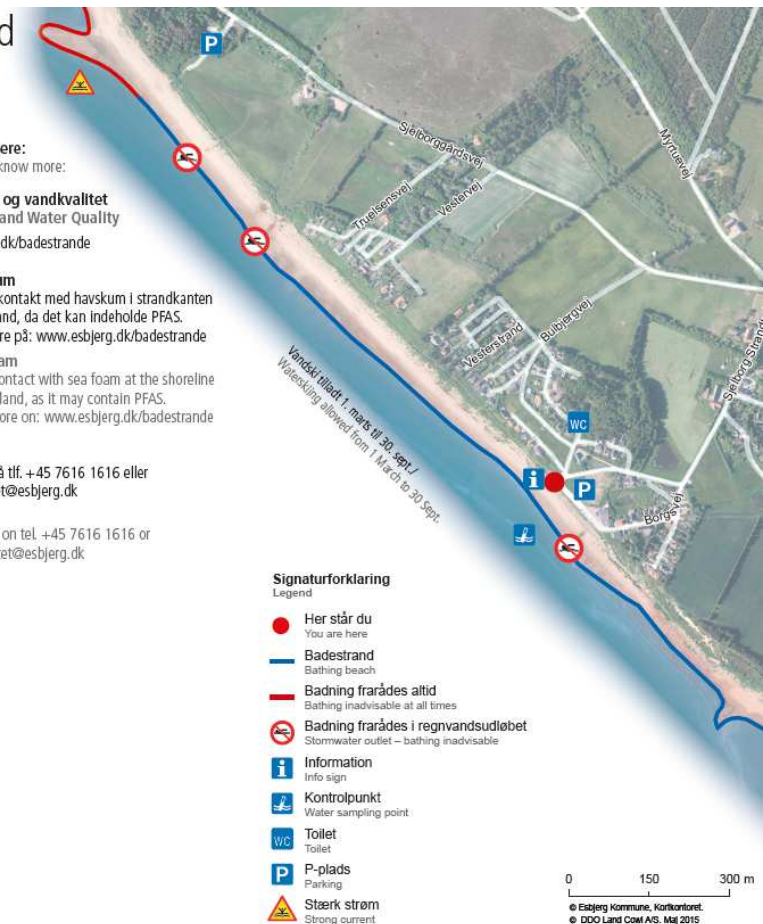 d
ere:
know more:
og vandkvalitet
and Water Quality
dk/badestrande
um
kontakt med havskum i strandkanten
and, da det kan indeholde PFAS.
re på: www.esbjerg.dk/badestrande
am
ontact with sea foam at the shoreline
land, as it may contain PFAS.
ore on: www.esbjerg.dk/badestrande
å tlf. +45 7616 1616 eller
et@esbjerg.dk
on tel. +45 7616 1616 or
tet@esbjerg.dk
P
Sjelborggårdsvej
Myrtuevej
Truelsensvej
Vestervej
Vesterstrand
Bulbjergvej
Sjelborg Strandv
WC
i
P
Borgsvej
Vandski tilladt 1. marts til 30. sept./
Waterskiing allowed from 1 March to 30 Sept.
Signaturforklaring
Legend
Her står du
You are here
Badestrand
Bathing beach
Badning frarådes altid
Bathing inadvisable at all times
Badning frarådes i regnvandsudløbet
Stormwater outlet – bathing inadvisable
i
Information
Info sign
Kontrolpunkt
Water sampling point
WC
Toilet
Toilet
P
P-plads
Parking
Stærk strøm
Strong current
0 150 300 m
© Esbjerg Kommune, Kortkontoret.
© DDO Land Cowi A/S. Maj 2015